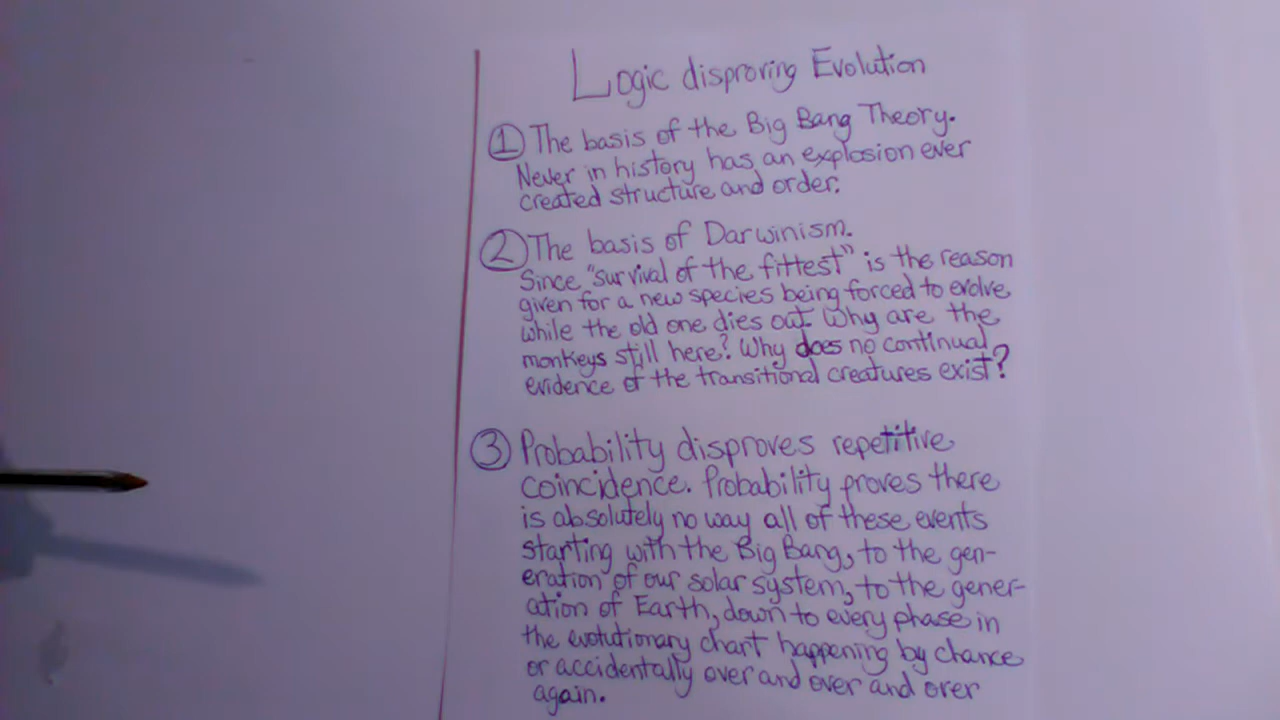 Logic disproving Evolution
① The basis of the Big Bang Theory.
Never in history has an explosion ever
created structure and order.
② The basis of Darwinism.
Since "survival of the fittest" is the reason
given for a new species being forced to evolve
while the old one dies out. Why are the
monkeys still here? Why does no continual
evidence of the transitional creatures exist?
③ Probability disproves repetitive
coincidence. Probability proves there
is absolutely no way all of these events
starting with the Big Bang, to the gen-
eration of our solar system, to the gener-
ation of Earth, down to every phase in
the evolutionary chart happening by chance
or accidentally over and over and over
again.